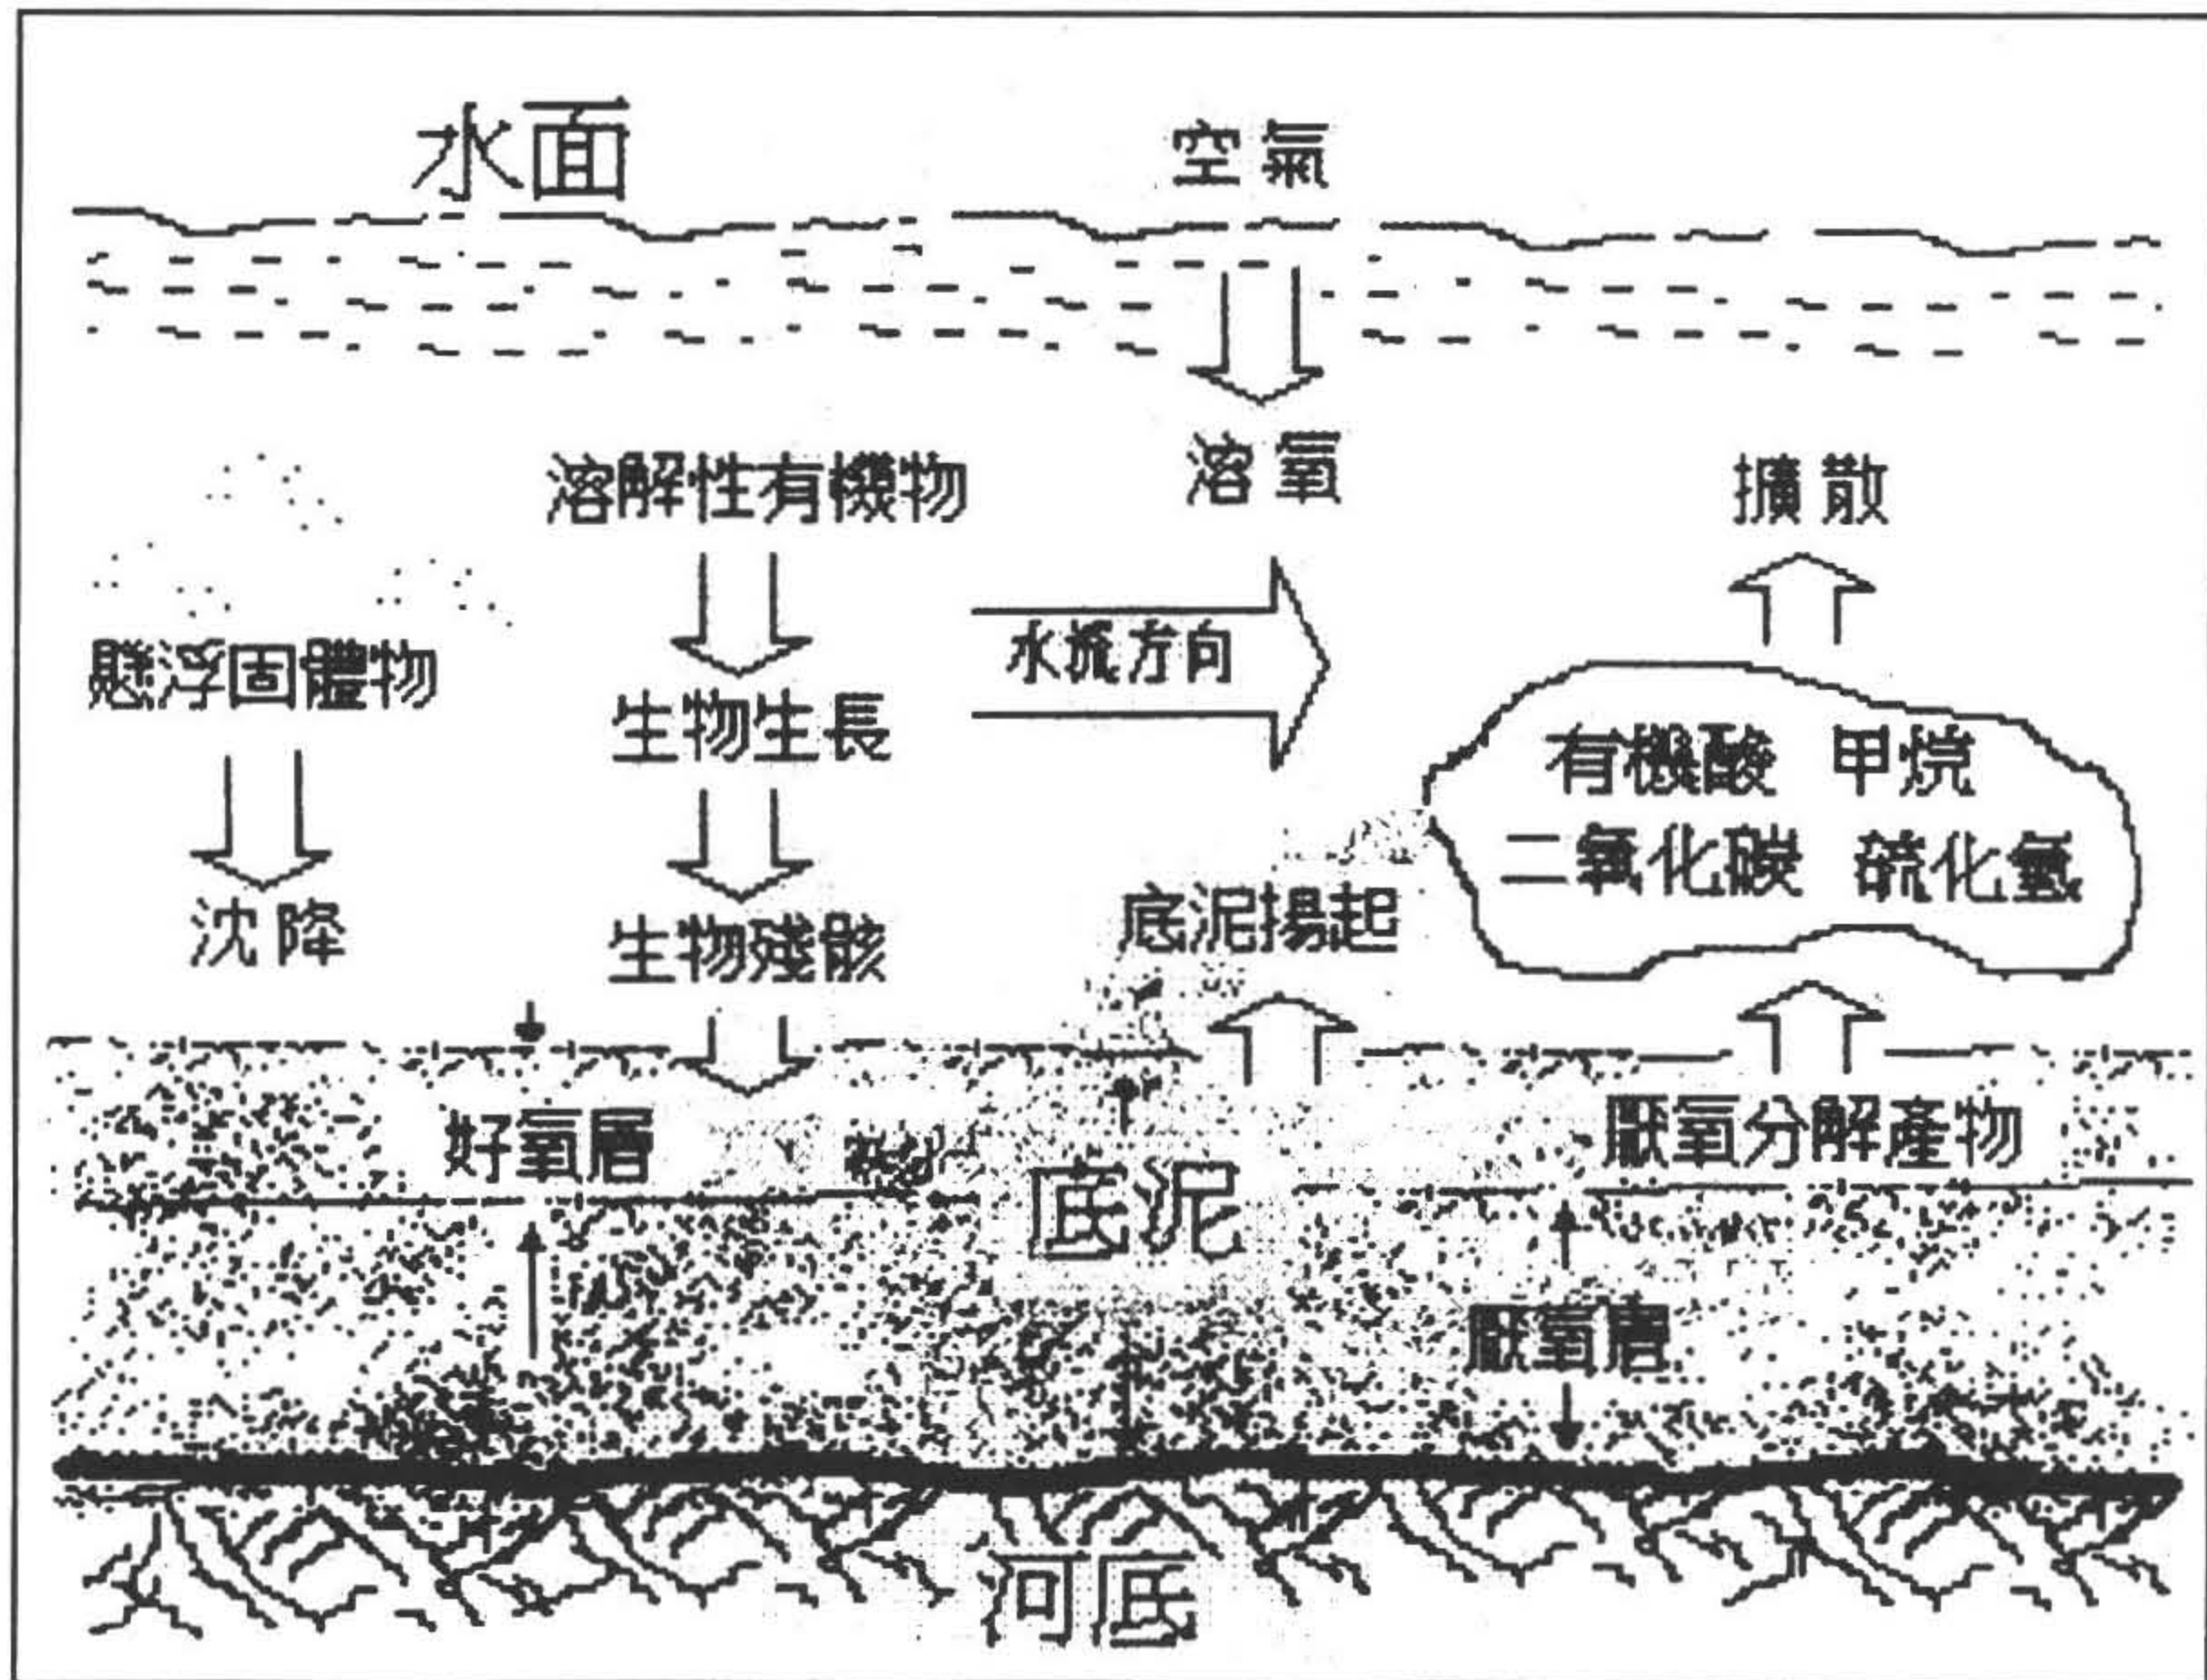 水面
空氣
溶解性有機物
溶氧
擴散
懸浮固體物
水流方向
生物生長
有機酸 甲烷
二氧化碳 硫化氫
沈降
生物殘骸
底泥揚起
好氧層
厭氧分解產物
底泥
厭氧層
河底